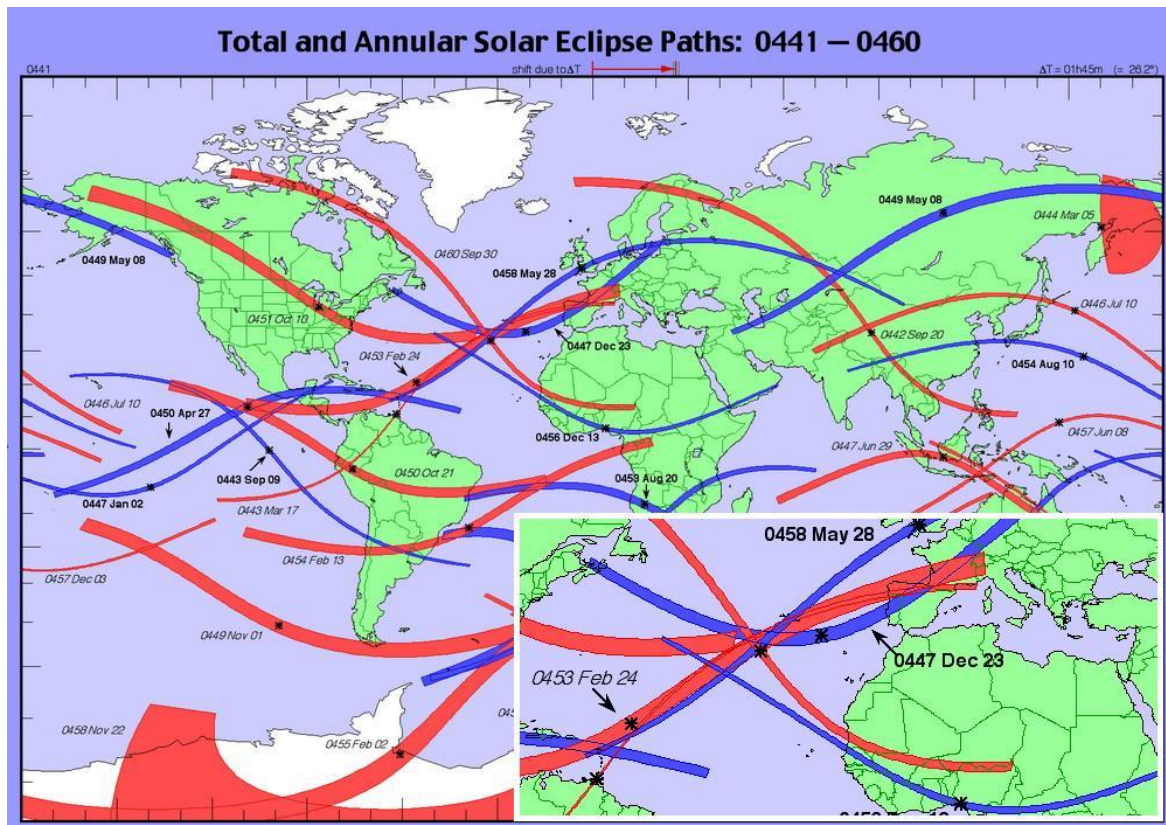 Total and Annular Solar Eclipse Paths: 0441 — 0460
0441
shift due to ΔT
ΔT = 01h45m (= 26.2°)
0449 May 08
0444 Mar 05
0460 Sep 30
0449 May 08
0458 May 28
0446 Jul 10
0451 Oct 10
0442 Sep 20
0447 Dec 23
0453 Feb 24
0454 Aug 10
0446 Jul 10
0450 Apr 27
0456 Dec 13
0457 Jun 08
0447 Jun 29
0450 Oct 21
0443 Sep 09
0453 Aug 20
0447 Jan 02
0443 Mar 17
0454 Feb 13
0457 Dec 03
0449 Nov 01
0458 Nov 22
0455 Feb 02
0458 May 28
0447 Dec 23
0453 Feb 24